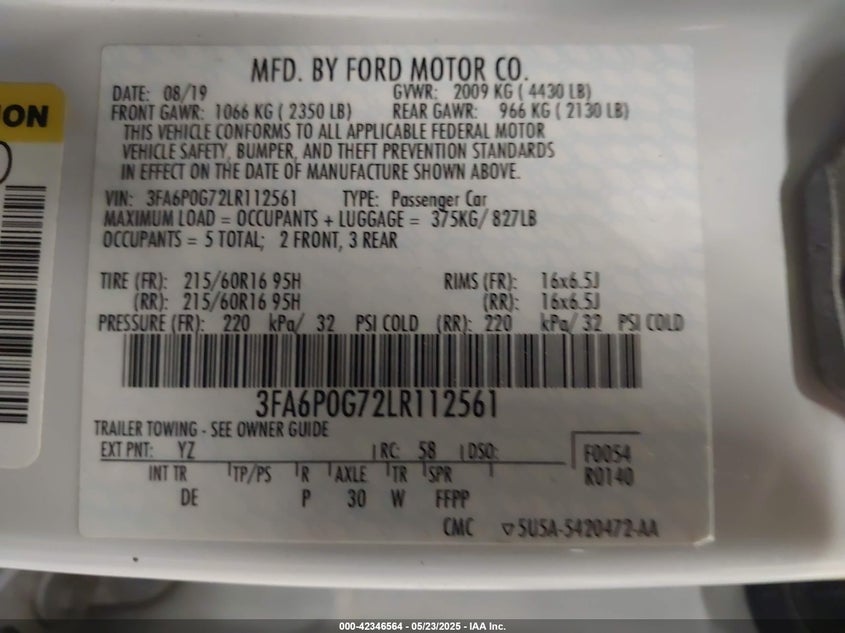 MFD. BY FORD MOTOR CO.
DATE: 08/19 GVWR: 2009 KG ( 4430 LB)
FRONT GAWR: 1066 KG ( 2350 LB) REAR GAWR: 966 KG ( 2130 LB)
THIS VEHICLE CONFORMS TO ALL APPLICABLE FEDERAL MOTOR
VEHICLE SAFETY, BUMPER, AND THEFT PREVENTION STANDARDS
IN EFFECT ON THE DATE OF MANUFACTURE SHOWN ABOVE.
VIN: 3FA6P0G72LR112561 TYPE: Passenger Car
MAXIMUM LOAD = OCCUPANTS + LUGGAGE = 375KG/ 827LB
OCCUPANTS = 5 TOTAL; 2 FRONT, 3 REAR
TIRE (FR): 215/60R16 95H RIMS (FR): 16x6.5J
(RR): 215/60R16 95H (RR): 16x6.5J
PRESSURE (FR): 220 kPa/ 32 PSI COLD (RR): 220 kPa/ 32 PSI COLD
3FA6P0G72LR112561
TRAILER TOWING - SEE OWNER GUIDE
EXT PNT: YZ RC: 58 DSO: F0054
INT TR TP/PS R AXLE TR SPR R0140
DE P 30 W FFPP
CMC ▽5U5A-5420472-AA
000-42346564 - 05/23/2025 - IAA Inc.